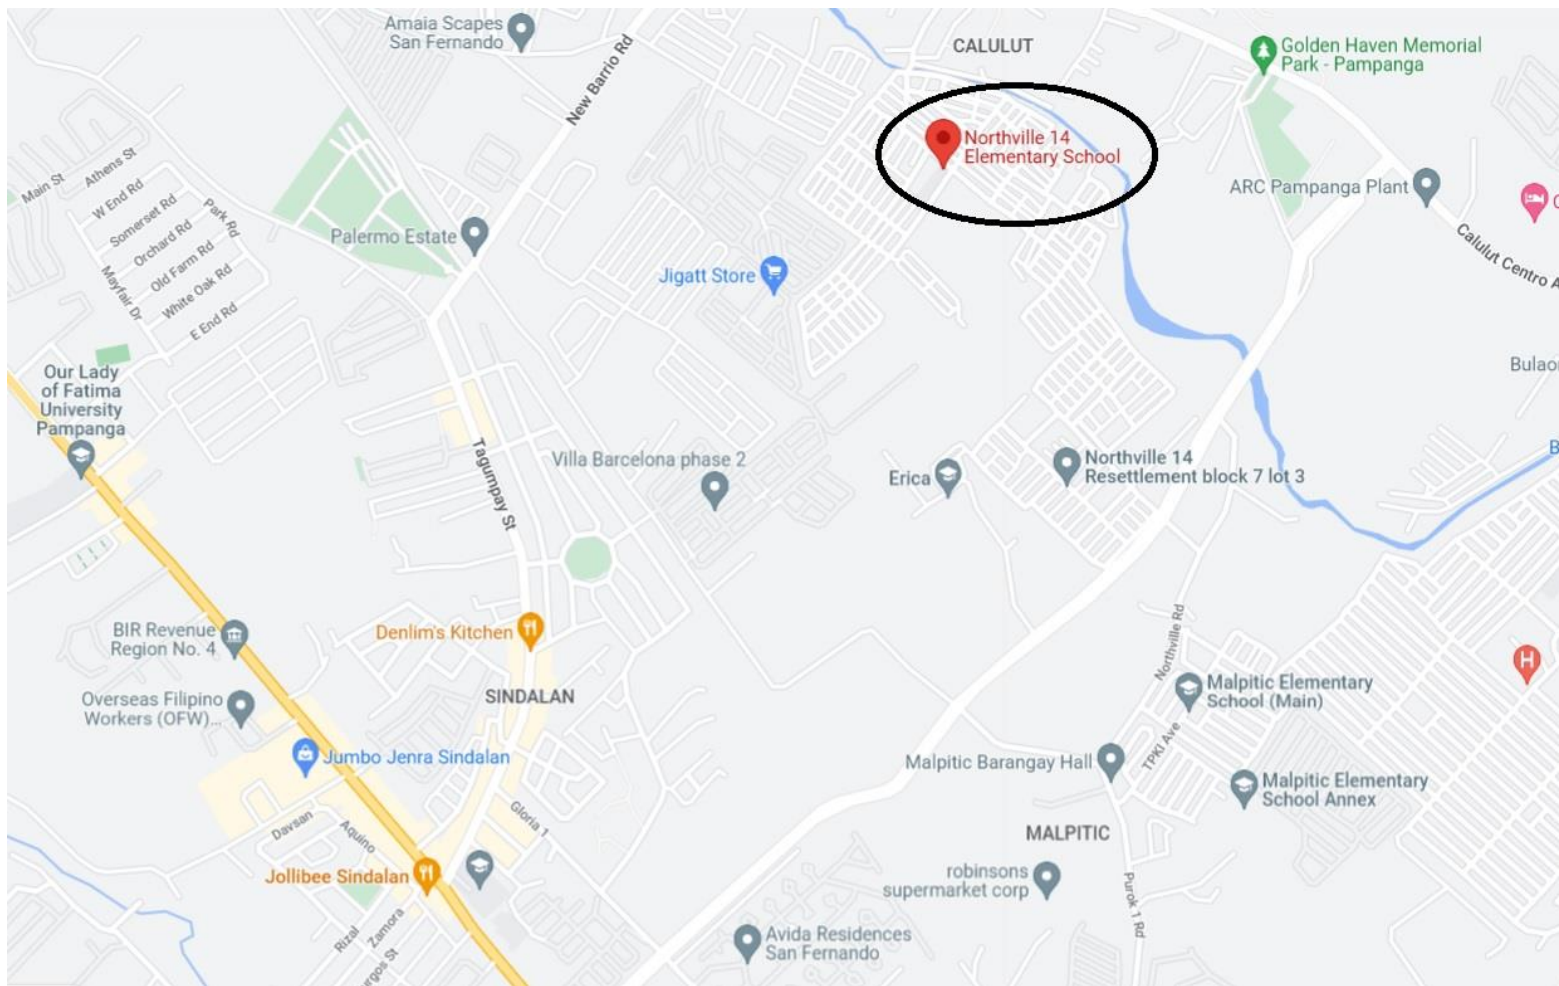 Amaia Scapes
San Fernando
New Barrio Rd
CALULUT
Golden Haven Memorial
Park - Pampanga
Northville 14
Elementary School
ARC Pampanga Plant
Calulut Centro A
C
Main St
Athens St
W End Rd
Somerset Rd
Park Rd
Orchard Rd
Old Farm Rd
Mayfair Dr
White Oak Rd
E End Rd
Palermo Estate
Jigatt Store
Our Lady
of Fatima
University
Pampanga
Bulao
Tagumpay St
Villa Barcelona phase 2
Erica
Northville 14
Resettlement block 7 lot 3
B
BIR Revenue
Region No. 4
Denlim's Kitchen
Northville Rd
H
Overseas Filipino
Workers (OFW)...
SINDALAN
Malpitic Elementary
School (Main)
Jumbo Jenra Sindalan
Malpitic Barangay Hall
TPKI Ave
Malpitic Elementary
School Annex
Davsan
Aquino
Gloria 1
MALPITIC
Jollibee Sindalan
robinsons
supermarket corp
Purok 1 Rd
Rizal
Zamora
rgos St
Avida Residences
San Fernando